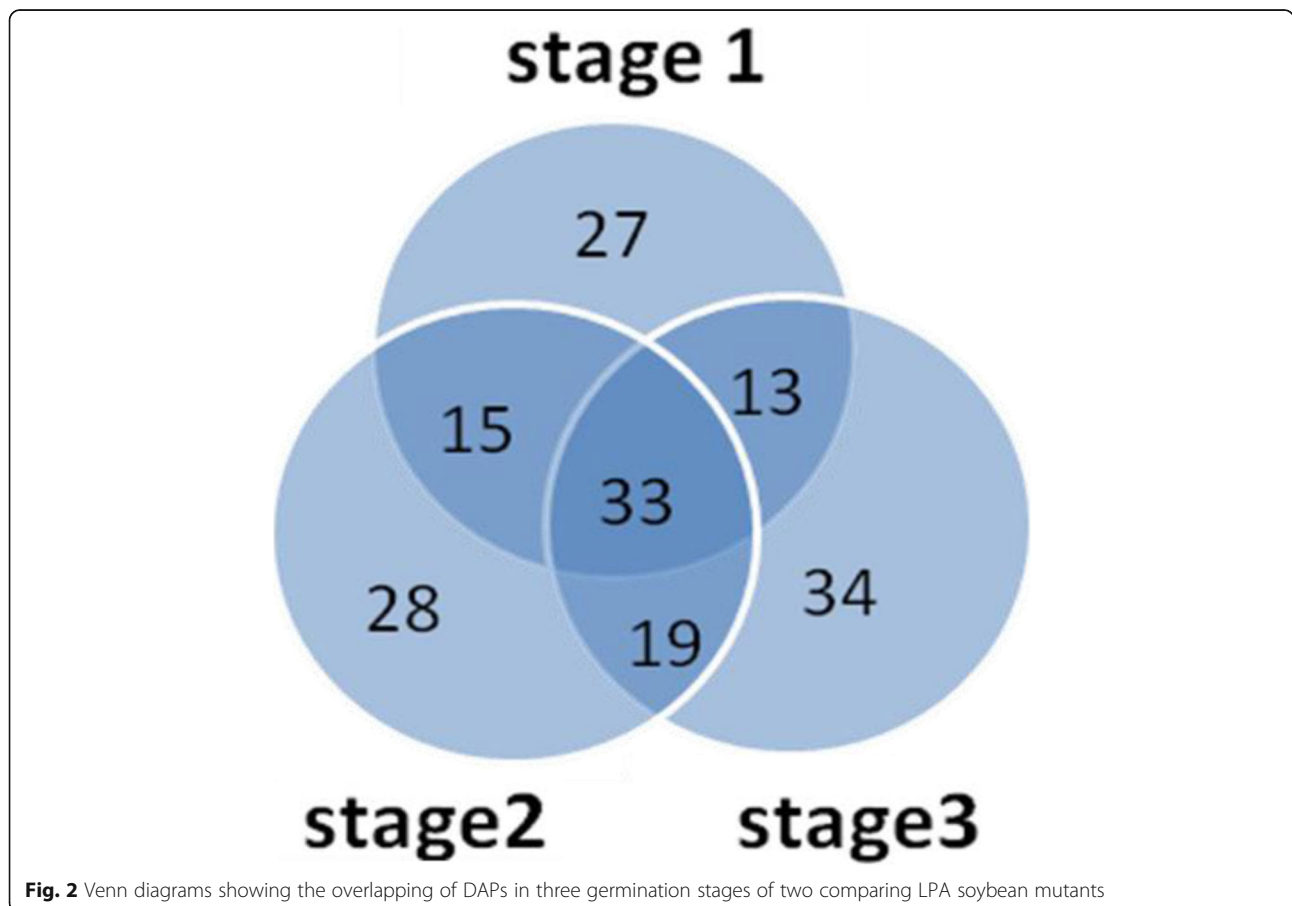 stage 1
27
15
13
33
28
34
19
stage2 stage3
Fig. 2 Venn diagrams showing the overlapping of DAPs in three germination stages of two comparing LPA soybean mutants